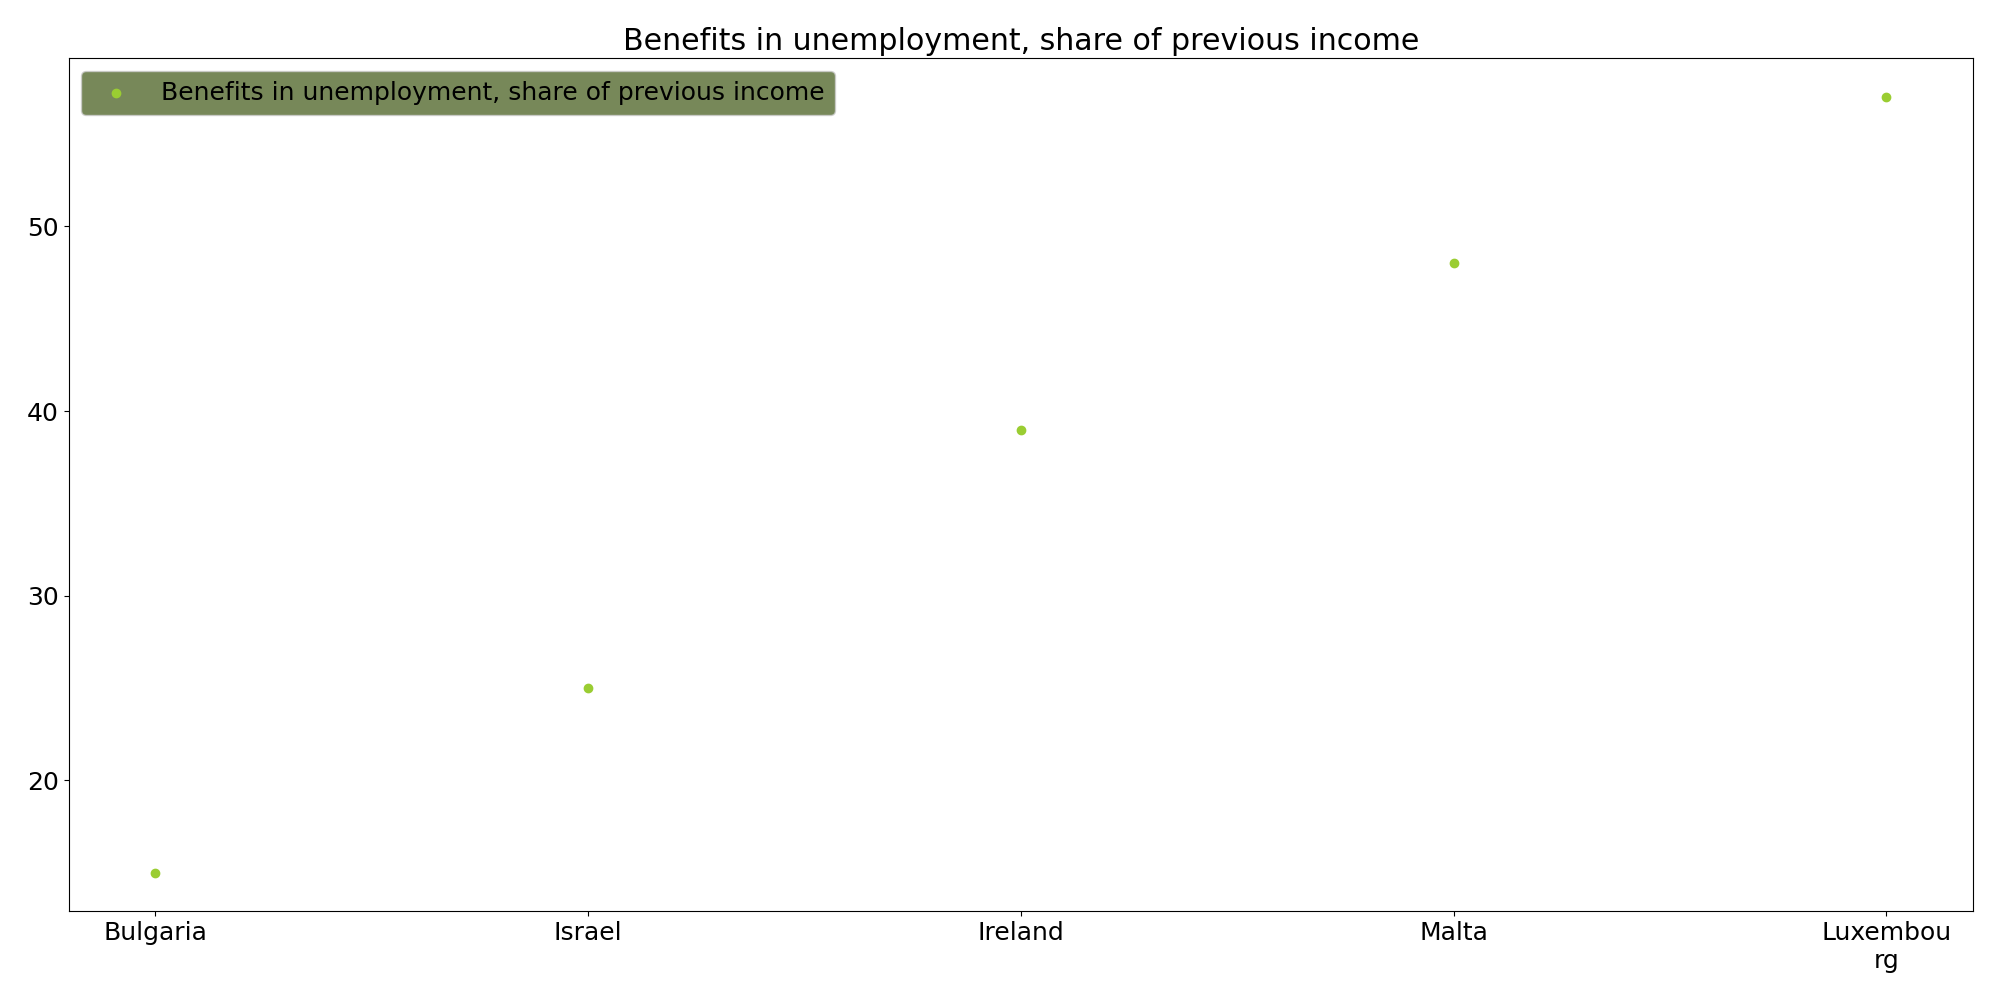 Benefits in unemployment, share of previous income
Benefits in unemployment, share of previous income
50
40
30
20
Bulgaria
Israel
Ireland
Malta
Luxembou
rg